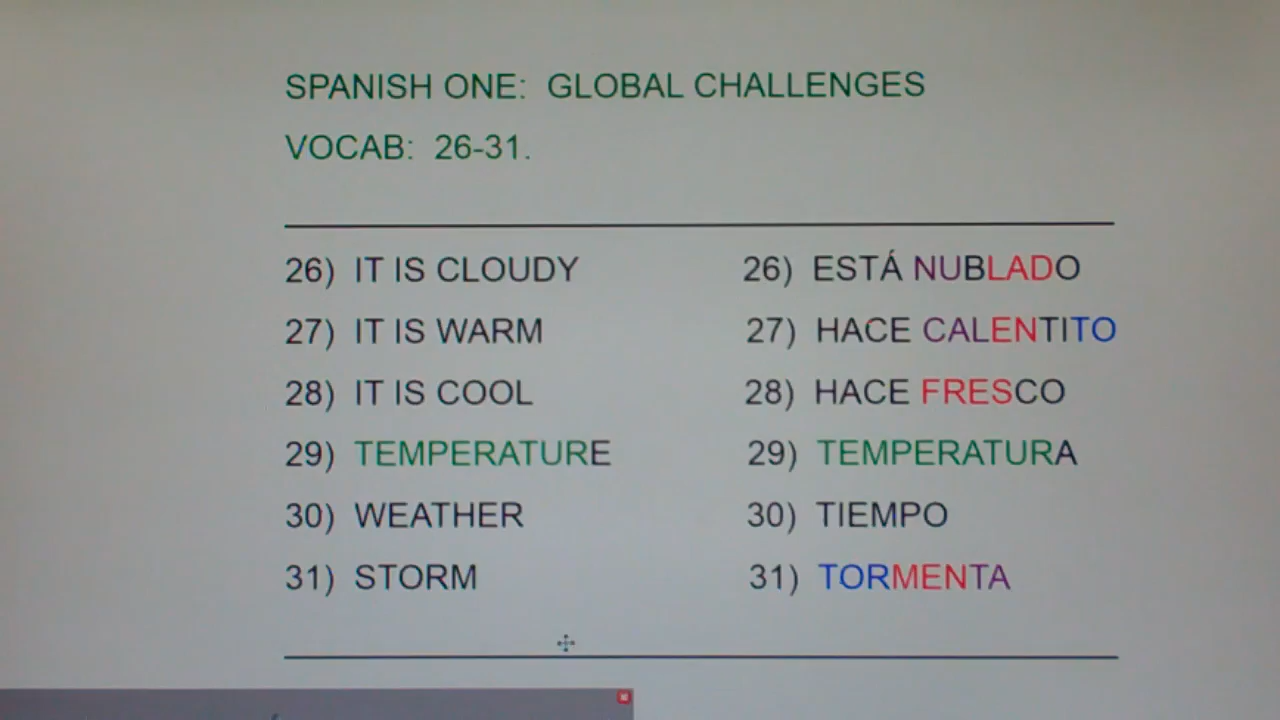 SPANISH ONE: GLOBAL CHALLENGES
VOCAB: 26-31.
26) IT IS CLOUDY 26) ESTÁ NUBLADO
27) IT IS WARM 27) HACE CALENTITO
28) IT IS COOL 28) HACE FRESCO
29) TEMPERATURE 29) TEMPERATURA
30) WEATHER 30) TIEMPO
31) STORM 31) TORMENTA